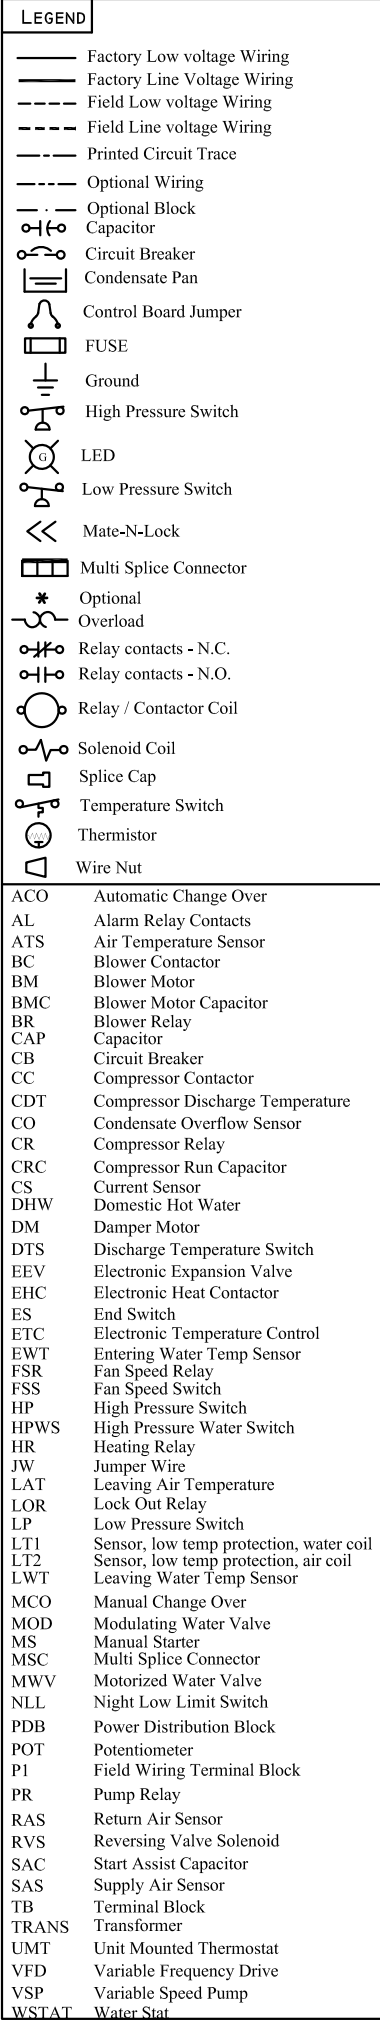 LEGEND
Factory Low voltage Wiring
Factory Line Voltage Wiring
Field Low voltage Wiring
Field Line voltage Wiring
Printed Circuit Trace
Optional Wiring
Optional Block
Capacitor
Circuit Breaker
Condensate Pan
Control Board Jumper
FUSE
Ground
High Pressure Switch
G LED
Low Pressure Switch
Mate-N-Lock
Multi Splice Connector
* Optional
Overload
Relay contacts - N.C.
Relay contacts - N.O.
Relay / Contactor Coil
Solenoid Coil
Splice Cap
Temperature Switch
Thermistor
Wire Nut
ACO Automatic Change Over
AL Alarm Relay Contacts
ATS Air Temperature Sensor
BC Blower Contactor
BM Blower Motor
BMC Blower Motor Capacitor
BR Blower Relay
CAP Capacitor
CB Circuit Breaker
CC Compressor Contactor
CDT Compressor Discharge Temperature
CO Condensate Overflow Sensor
CR Compressor Relay
CRC Compressor Run Capacitor
CS Current Sensor
DHW Domestic Hot Water
DM Damper Motor
DTS Discharge Temperature Switch
EEV Electronic Expansion Valve
EHC Electronic Heat Contactor
ES End Switch
ETC Electronic Temperature Control
EWT Entering Water Temp Sensor
FSR Fan Speed Relay
FSS Fan Speed Switch
HP High Pressure Switch
HPWS High Pressure Water Switch
HR Heating Relay
JW Jumper Wire
LAT Leaving Air Temperature
LOR Lock Out Relay
LP Low Pressure Switch
LT1 Sensor, low temp protection, water coil
LT2 Sensor, low temp protection, air coil
LWT Leaving Water Temp Sensor
MCO Manual Change Over
MOD Modulating Water Valve
MS Manual Starter
MSC Multi Splice Connector
MWV Motorized Water Valve
NLL Night Low Limit Switch
PDB Power Distribution Block
POT Potentiometer
P1 Field Wiring Terminal Block
PR Pump Relay
RAS Return Air Sensor
RVS Reversing Valve Solenoid
SAC Start Assist Capacitor
SAS Supply Air Sensor
TB Terminal Block
TRANS Transformer
UMT Unit Mounted Thermostat
VFD Variable Frequency Drive
VSP Variable Speed Pump
WSTAT Water Stat